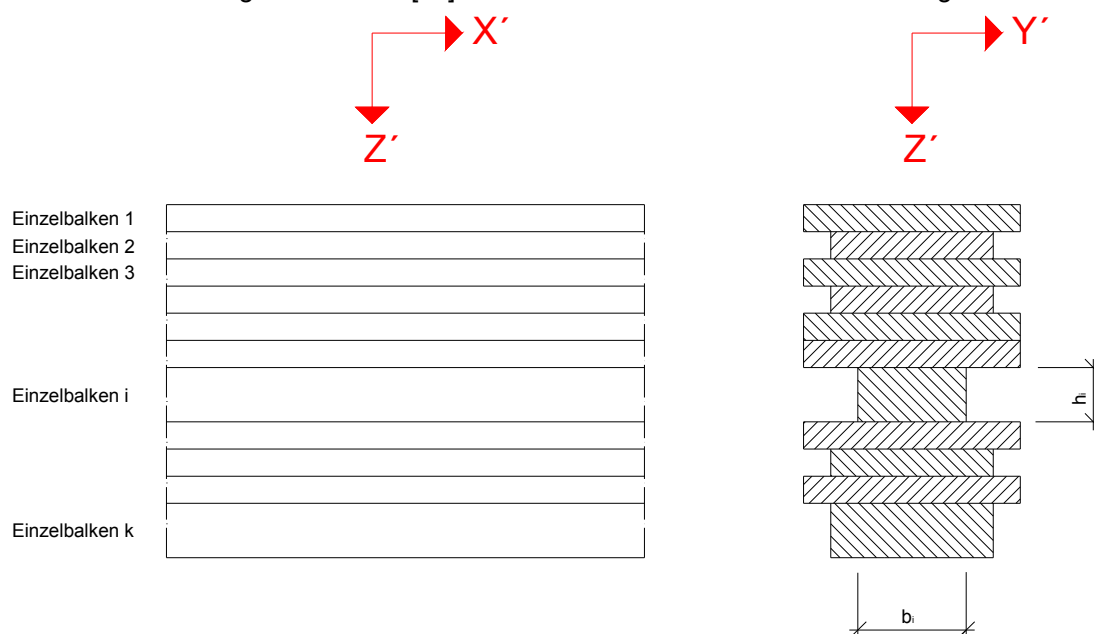 X´
Y´
Z´
Z´
Einzelbalken 1
Einzelbalken 2
Einzelbalken 3
Einzelbalken i
Einzelbalken k
hi
bi